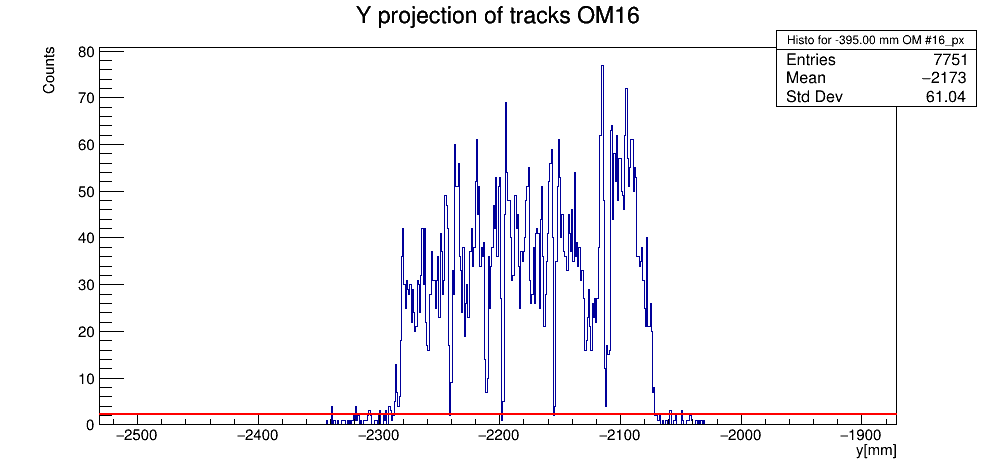 Y projection of tracks OM16
Histo for -395.00 mm OM #16_px
Entries 7751
Mean −2173
Std Dev 61.04
Counts
80
70
60
50
40
30
20
10
0
−2500 −2400 −2300 −2200 −2100 −2000 −1900
y[mm]